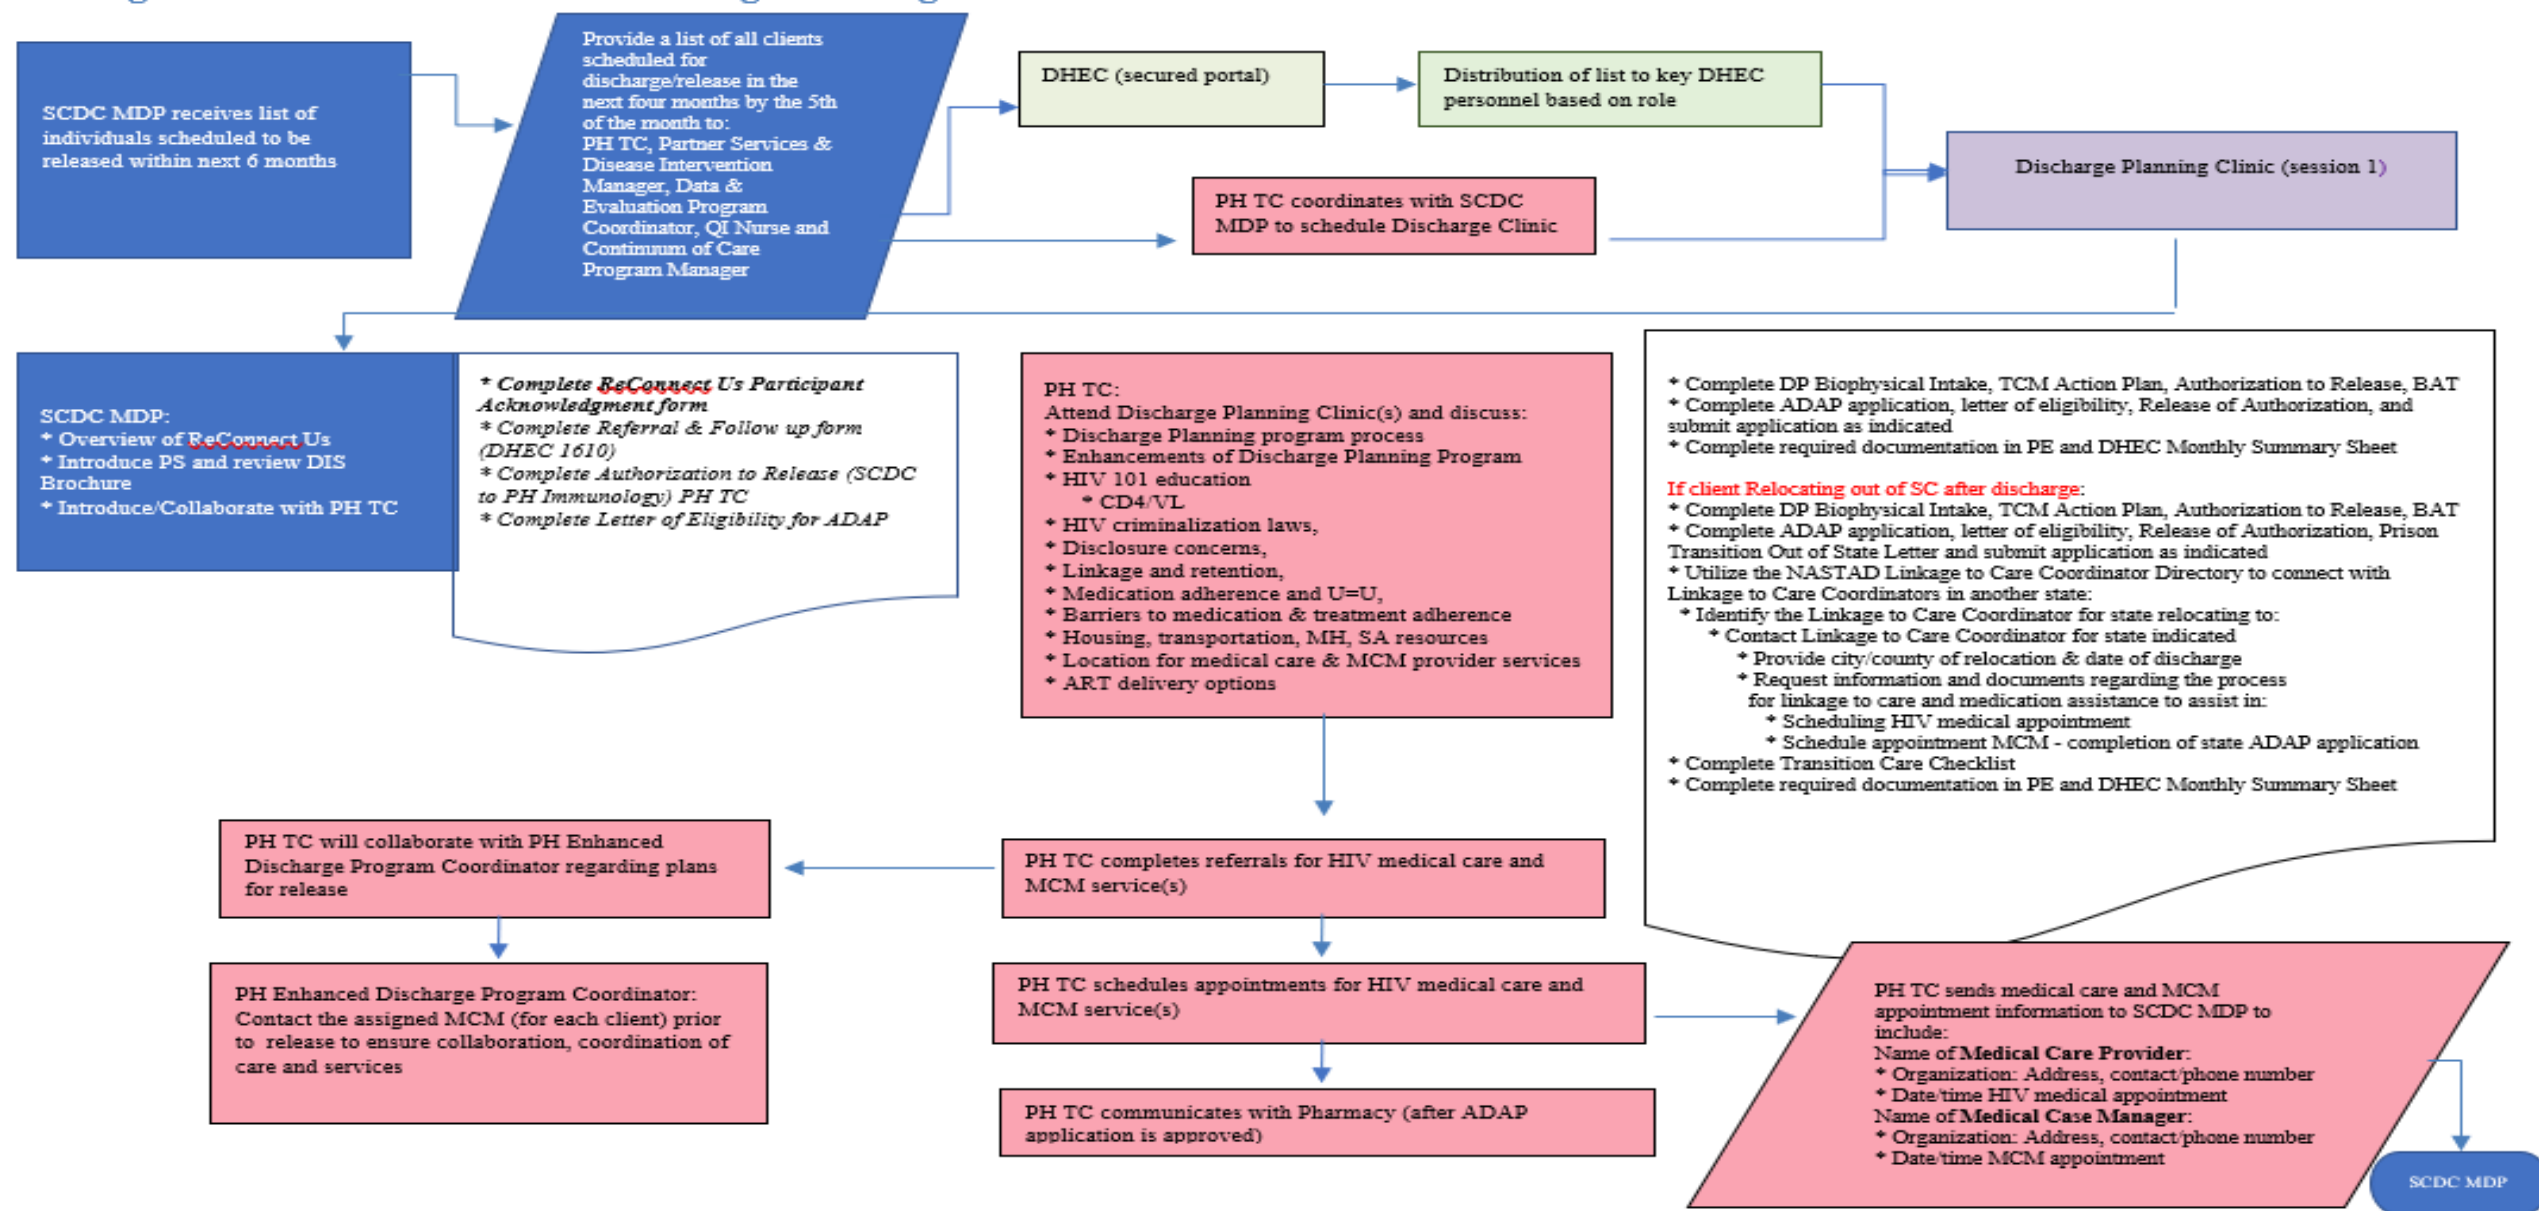 SCDC MDP receives list of
individuals scheduled to be
released within next 6 months
Provide a list of all clients
scheduled for
discharge/release in the
next four months by the 5th
of the month to:
PH TC, Partner Services &
Disease Intervention
Manager, Data &
Evaluation Program
Coordinator, QI Nurse and
Continuum of Care
Program Manager
DHEC (secured portal)
Distribution of list to key DHEC
personnel based on role
PH TC coordinates with SCDC
MDP to schedule Discharge Clinic
Discharge Planning Clinic (session 1)
SCDC MDP:
* Overview of ReConnect Us
* Introduce PS and review DIS
Brochure
* Introduce/Collaborate with PH TC
* Complete ReConnect Us Participant
Acknowledgment form
* Complete Referral & Follow up form
(DHEC 1610)
* Complete Authorization to Release (SCDC
to PH Immunology) PH TC
* Complete Letter of Eligibility for ADAP
PH TC:
Attend Discharge Planning Clinic(s) and discuss:
* Discharge Planning program process
* Enhancements of Discharge Planning Program
* HIV 101 education
* CD4/VL
* HIV criminalization laws,
* Disclosure concerns,
* Linkage and retention,
* Medication adherence and U=U,
* Barriers to medication & treatment adherence
* Housing, transportation, MH, SA resources
* Location for medical care & MCM provider services
* ART delivery options
* Complete DP Biophysical Intake, TCM Action Plan, Authorization to Release, BAT
* Complete ADAP application, letter of eligibility, Release of Authorization, and
submit application as indicated
* Complete required documentation in PE and DHEC Monthly Summary Sheet
If client Relocating out of SC after discharge:
* Complete DP Biophysical Intake, TCM Action Plan, Authorization to Release, BAT
* Complete ADAP application, letter of eligibility, Release of Authorization, Prison
Transition Out of State Letter and submit application as indicated
* Utilize the NASTAD Linkage to Care Coordinator Directory to connect with
Linkage to Care Coordinators in another state:
* Identify the Linkage to Care Coordinator for state relocating to:
* Contact Linkage to Care Coordinator for state indicated
* Provide city/county of relocation & date of discharge
* Request information and documents regarding the process
for linkage to care and medication assistance to assist in:
* Scheduling HIV medical appointment
* Schedule appointment MCM - completion of state ADAP application
* Complete Transition Care Checklist
* Complete required documentation in PE and DHEC Monthly Summary Sheet
PH TC will collaborate with PH Enhanced
Discharge Program Coordinator regarding plans
for release
PH TC completes referrals for HIV medical care and
MCM service(s)
PH Enhanced Discharge Program Coordinator:
Contact the assigned MCM (for each client) prior
to release to ensure collaboration, coordination of
care and services
PH TC schedules appointments for HIV medical care and
MCM service(s)
PH TC communicates with Pharmacy (after ADAP
application is approved)
PH TC sends medical care and MCM
appointment information to SCDC MDP to
include:
Name of Medical Care Provider:
* Organization: Address, contact/phone number
* Date/time HIV medical appointment
Name of Medical Case Manager:
* Organization: Address, contact/phone number
* Date/time MCM appointment
SCDC MDP